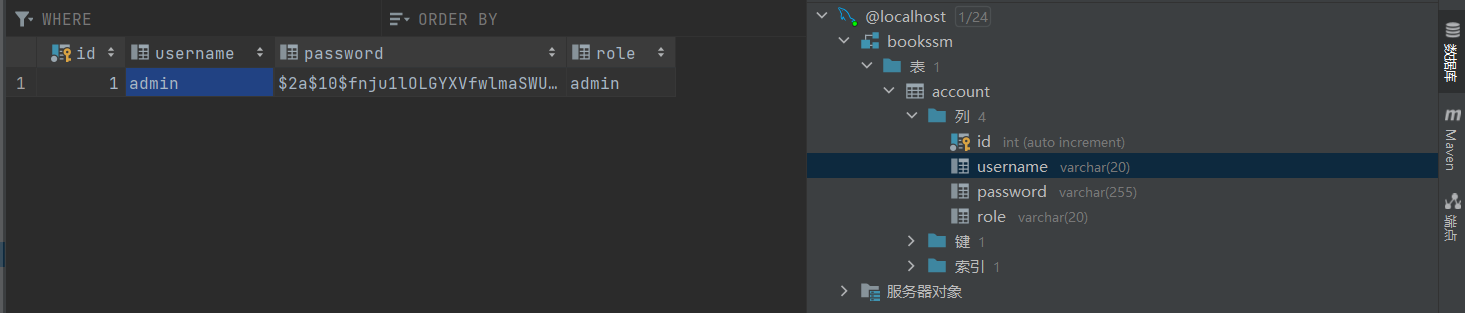 WHERE ORDER BY
id username password role
1 1 admin $2a$10$fnju1lOLGYXVfwlmaSWU… admin
@localhost 1/24
bookssm
表 1
account
列 4
id int (auto increment)
username varchar(20)
password varchar(255)
role varchar(20)
键 1
索引 1
服务器对象
数据库
m Maven
端点